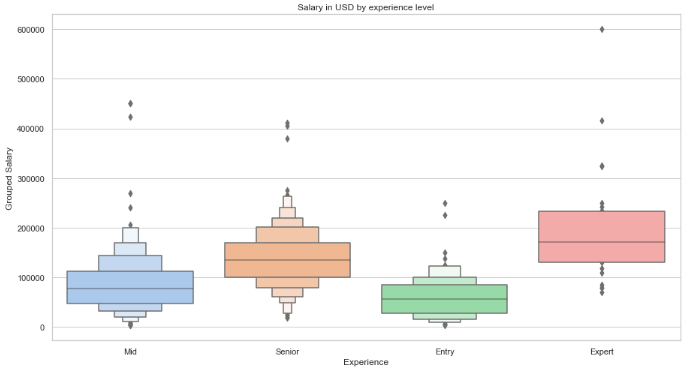 Salary in USD by experience level
600000
500000
400000
300000
200000
100000
0
Grouped Salary
Mid
Senior
Entry
Expert
Experience